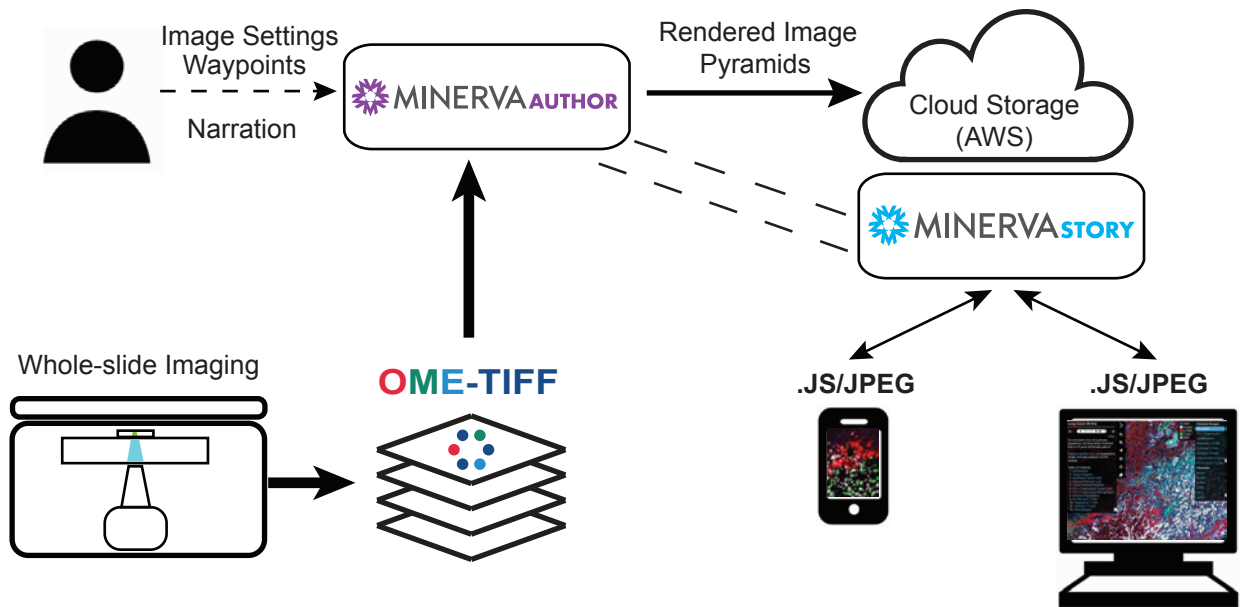 Image Settings
Waypoints
Narration
MINERVA AUTHOR
Rendered Image
Pyramids
Cloud Storage
(AWS)
MINERVA STORY
Whole-slide Imaging
OME-TIFF
.JS/JPEG
.JS/JPEG